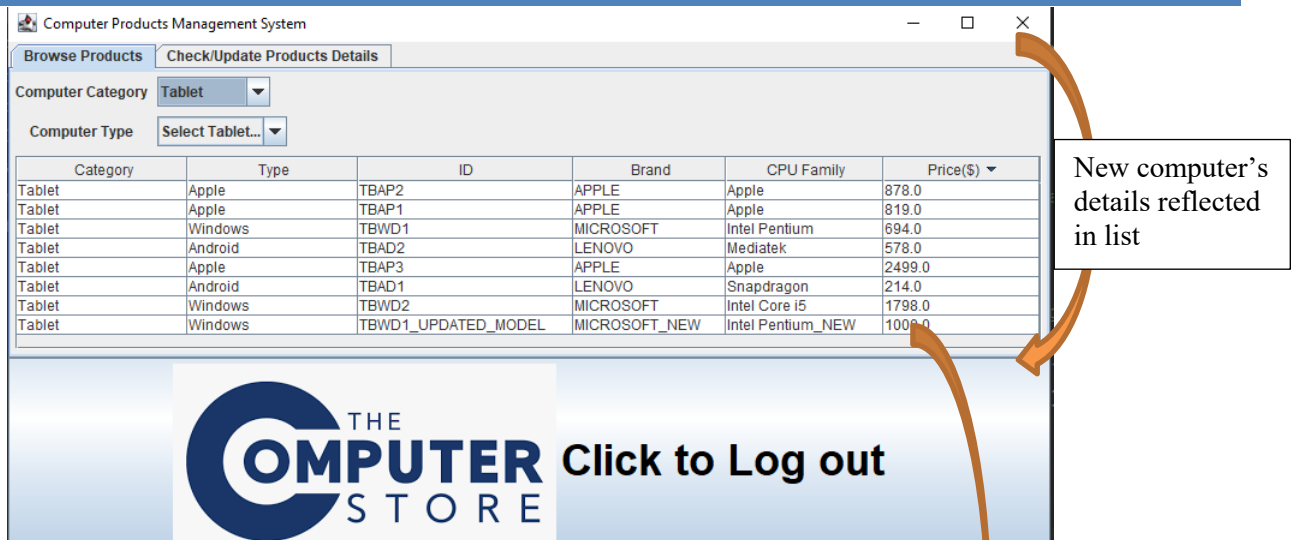 Computer Products Management System
Browse Products Check/Update Products Details
Computer Category Tablet
Computer Type Select Tablet...
Category Type ID Brand CPU Family Price($)
Tablet Apple TBAP2 APPLE Apple 878.0
Tablet Apple TBAP1 APPLE Apple 819.0
Tablet Windows TBWD1 MICROSOFT Intel Pentium 694.0
Tablet Android TBAD2 LENOVO Mediatek 578.0
Tablet Apple TBAP3 APPLE Apple 2499.0
Tablet Android TBAD1 LENOVO Snapdragon 214.0
Tablet Windows TBWD2 MICROSOFT Intel Core i5 1798.0
Tablet Windows TBWD1_UPDATED_MODEL MICROSOFT_NEW Intel Pentium_NEW 1000.0
New computer’s
details reflected
in list
THE
COMPUTER
STORE
Click to Log out